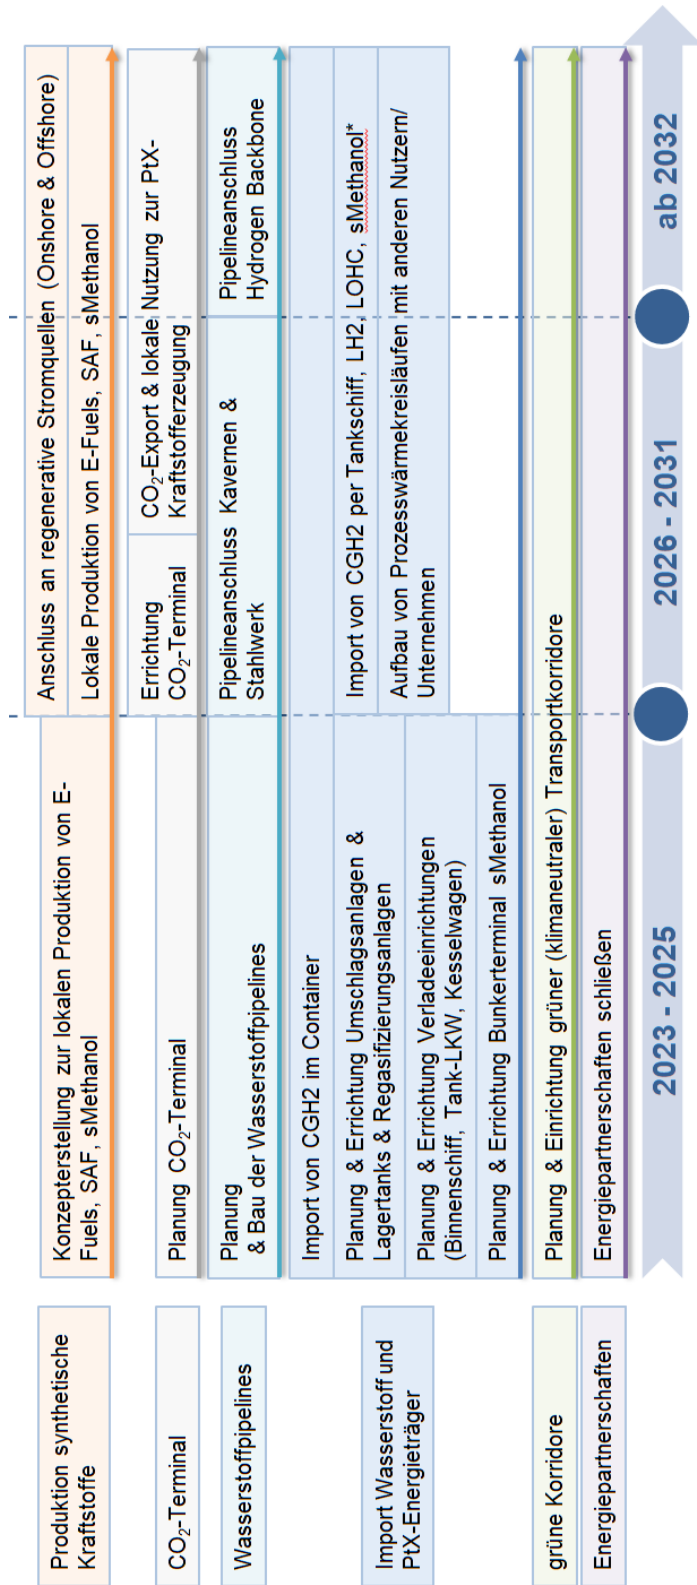 Produktion synthetische
Kraftstoffe
Konzepterstellung zur lokalen Produktion von E-
Fuels, SAF, sMethanol
Anschluss an regenerative Stromquellen (Onshore & Offshore)
Lokale Produktion von E-Fuels, SAF, sMethanol
CO₂-Terminal
Planung CO₂-Terminal
Errichtung
CO₂-Terminal
CO₂-Export & lokale Nutzung zur PtX-
Kraftstofferzeugung
Wasserstoffpipelines
Planung
& Bau der Wasserstoffpipelines
Pipelineanschluss Kavernen &
Stahlwerk
Pipelineanschluss
Hydrogen Backbone
Import Wasserstoff und
PtX-Energieträger
Import von CGH2 im Container
Planung & Errichtung Umschlagsanlagen &
Lagertanks & Regasifizierungsanlagen
Planung & Errichtung Verladeeinrichtungen
(Binnenschiff, Tank-LKW, Kesselwagen)
Planung & Errichtung Bunkerterminal sMethanol
Import von CGH2 per Tankschiff, LH2, LOHC, sMethanol*
Aufbau von Prozesswärmekreisläufen mit anderen Nutzern/
Unternehmen
grüne Korridore
Planung & Einrichtung grüner (klimaneutraler) Transportkorridore
Energiepartnerschaften
Energiepartnerschaften schließen
2023 - 2025
2026 - 2031
ab 2032